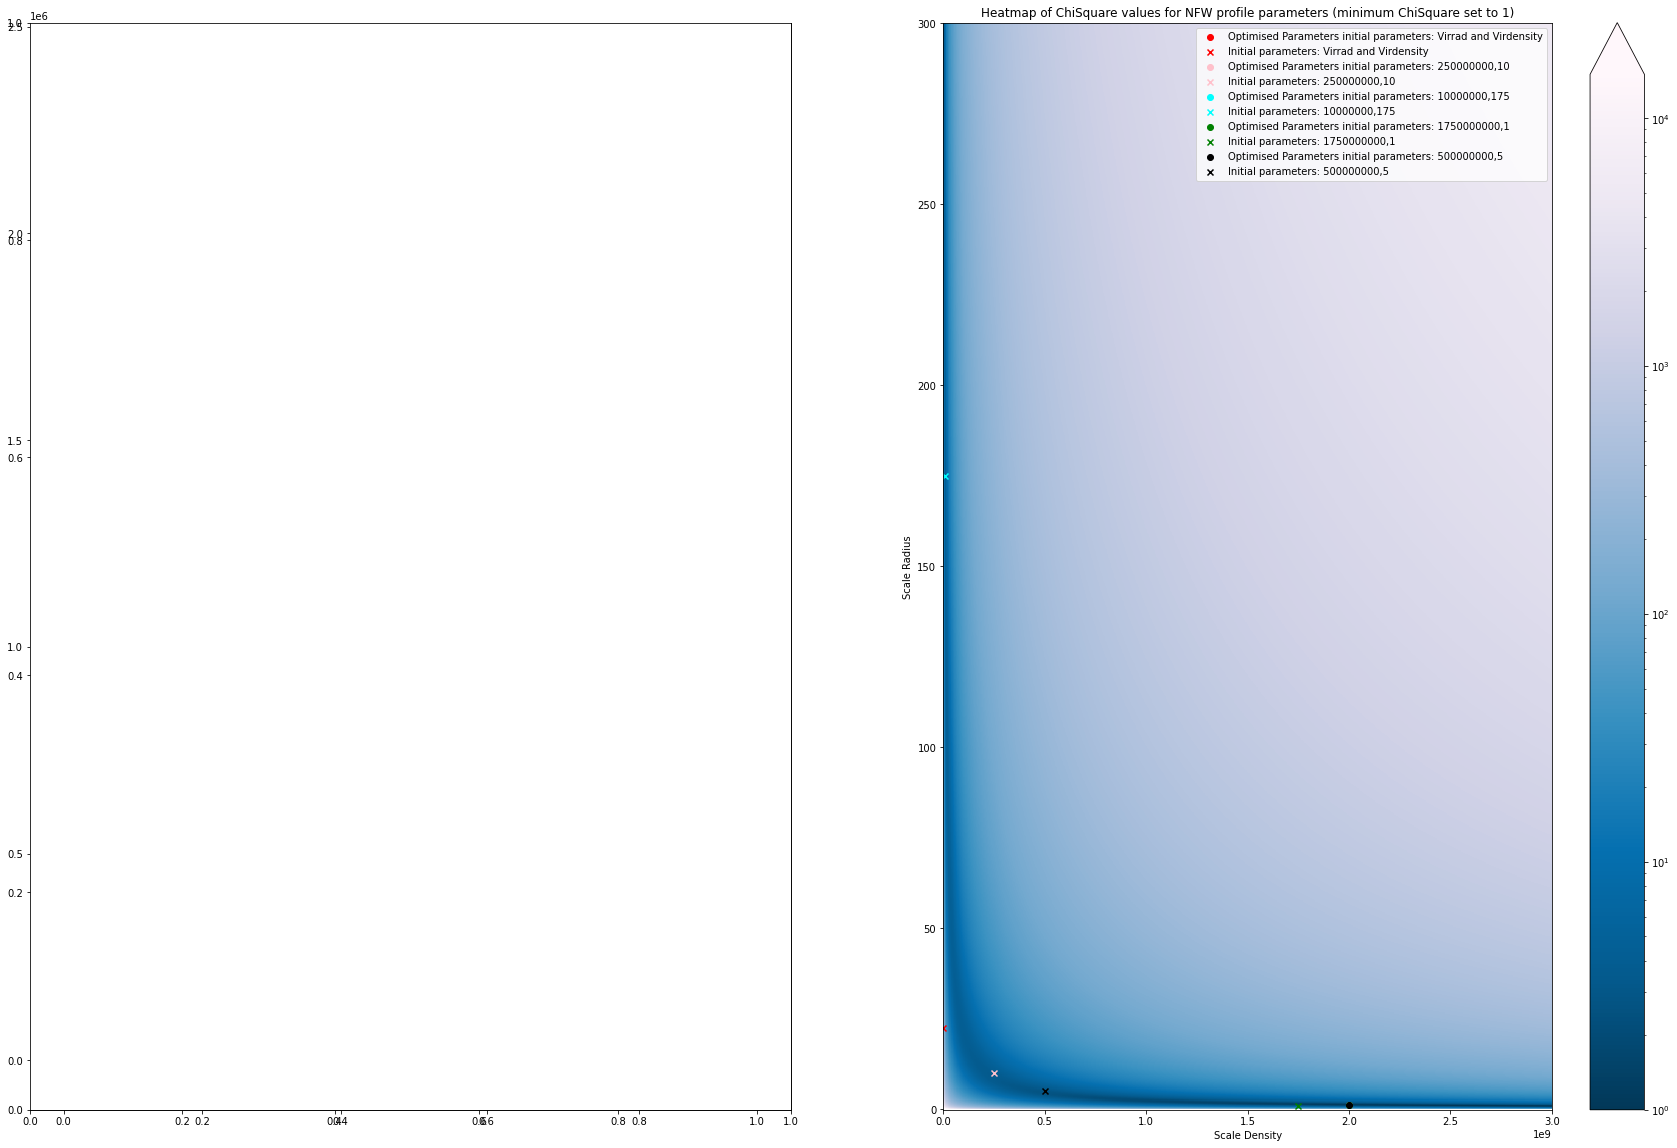 1e6
1.0
2.5
2.0
0.8
1.5
0.6
1.0
0.4
0.5
0.2
0.0
0.0
0.0 0.0 0.2 0.2 0.4 0.4 0.6 0.6 0.8 0.8 1.0 1.0
Heatmap of ChiSquare values for NFW profile parameters (minimum ChiSquare set to 1)
Optimised Parameters initial parameters: Virrad and Virdensity
Initial parameters: Virrad and Virdensity
Optimised Parameters initial parameters: 250000000,10
Initial parameters: 250000000,10
Optimised Parameters initial parameters: 10000000,175
Initial parameters: 10000000,175
Optimised Parameters initial parameters: 1750000000,1
Initial parameters: 1750000000,1
Optimised Parameters initial parameters: 500000000,5
Initial parameters: 500000000,5
300
250
200
150
100
50
0
Scale Radius
0.0 0.5 1.0 1.5 2.0 2.5 3.0
1e9
Scale Density
10⁴
10³
10²
10¹
10⁰